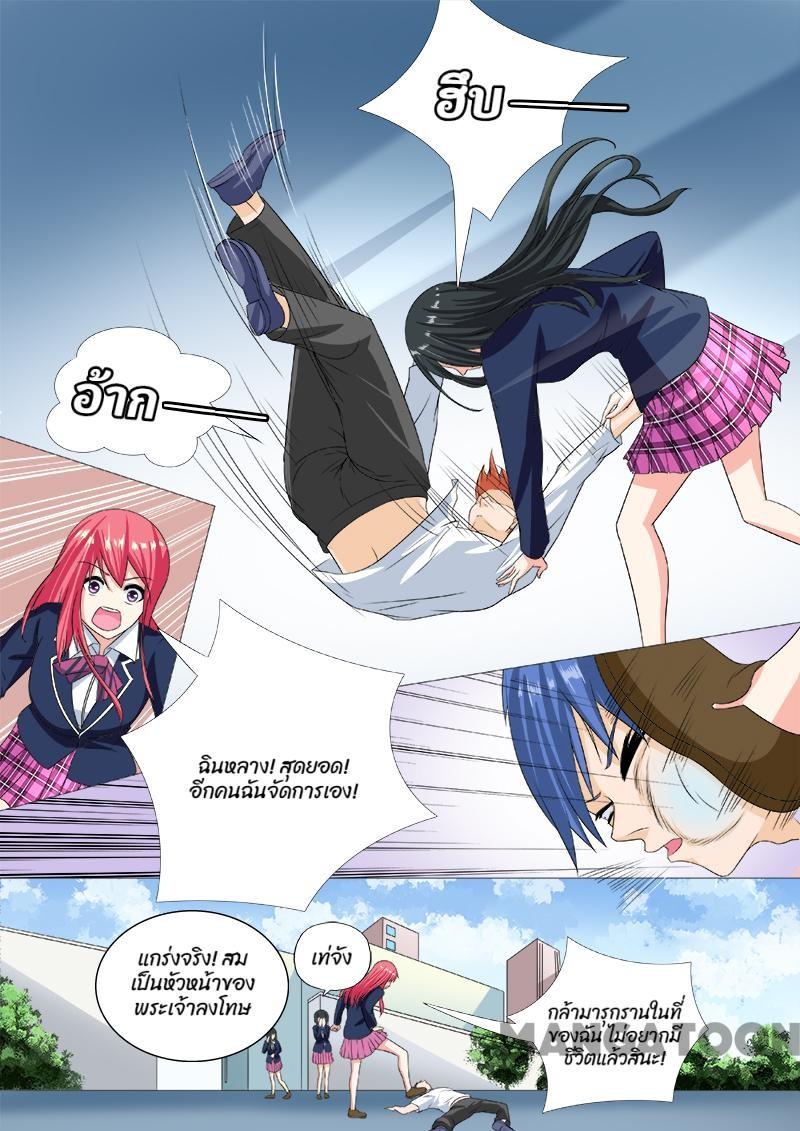 ฮึบ
อ๊าก
ฉินหลาง! สุดยอด!
อีกคนฉันจัดการเอง!
แกร่งจริง! สม
เป็นหัวหน้าของ
พระเจ้าลงโทษ
เท่จัง
กล้ามารุกรานในที่
ของฉัน ไม่อยากมี
ชีวิตแล้วสินะ!
MANGATOON